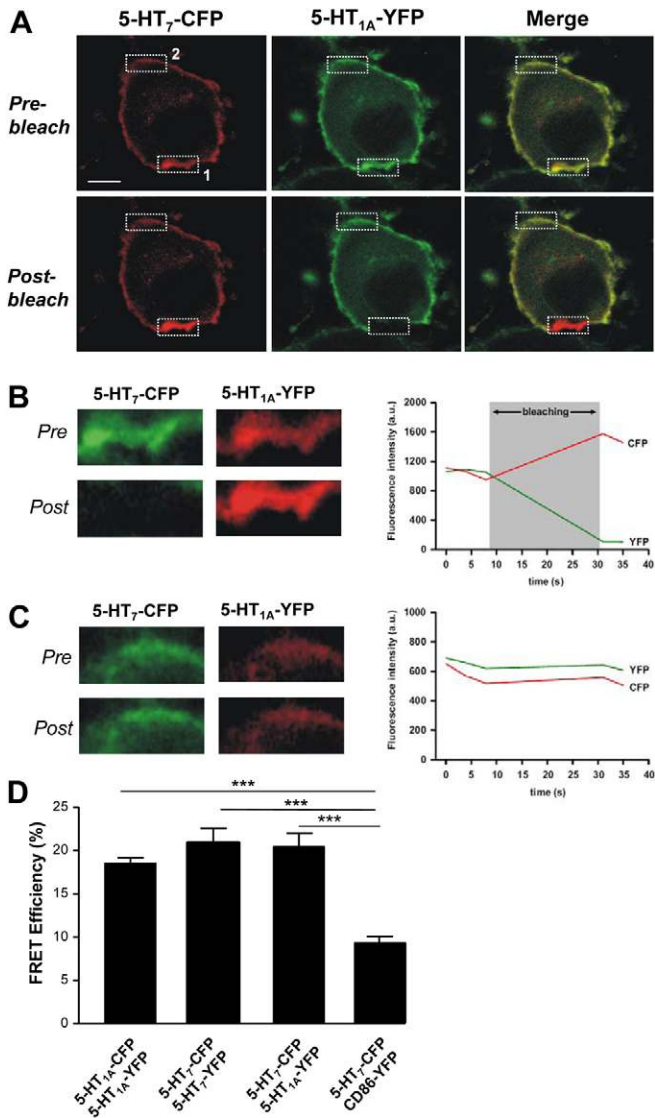 A
5-HT7-CFP 5-HT1A-YFP Merge
Pre-
bleach
2
1
Post-
bleach
B
5-HT7-CFP 5-HT1A-YFP
Pre
Post
Fluorescence intensity (a.u.)
2000
1600
1200
800
400
0
bleaching
CFP
YFP
0 5 10 15 20 25 30 35 40
time (s)
C
5-HT7-CFP 5-HT1A-YFP
Pre
Post
Fluorescence intensity (a.u.)
1000
800
600
400
200
0
YFP
CFP
0 5 10 15 20 25 30 35 40
time (s)
D
FRET Efficiency (%)
25
20
15
10
5
0
***
***
***
5-HT1A-CFP
5-HT1A-YFP
5-HT7-CFP
5-HT7-YFP
5-HT7-CFP
5-HT1A-YFP
5-HT7-CFP
CD86-YFP